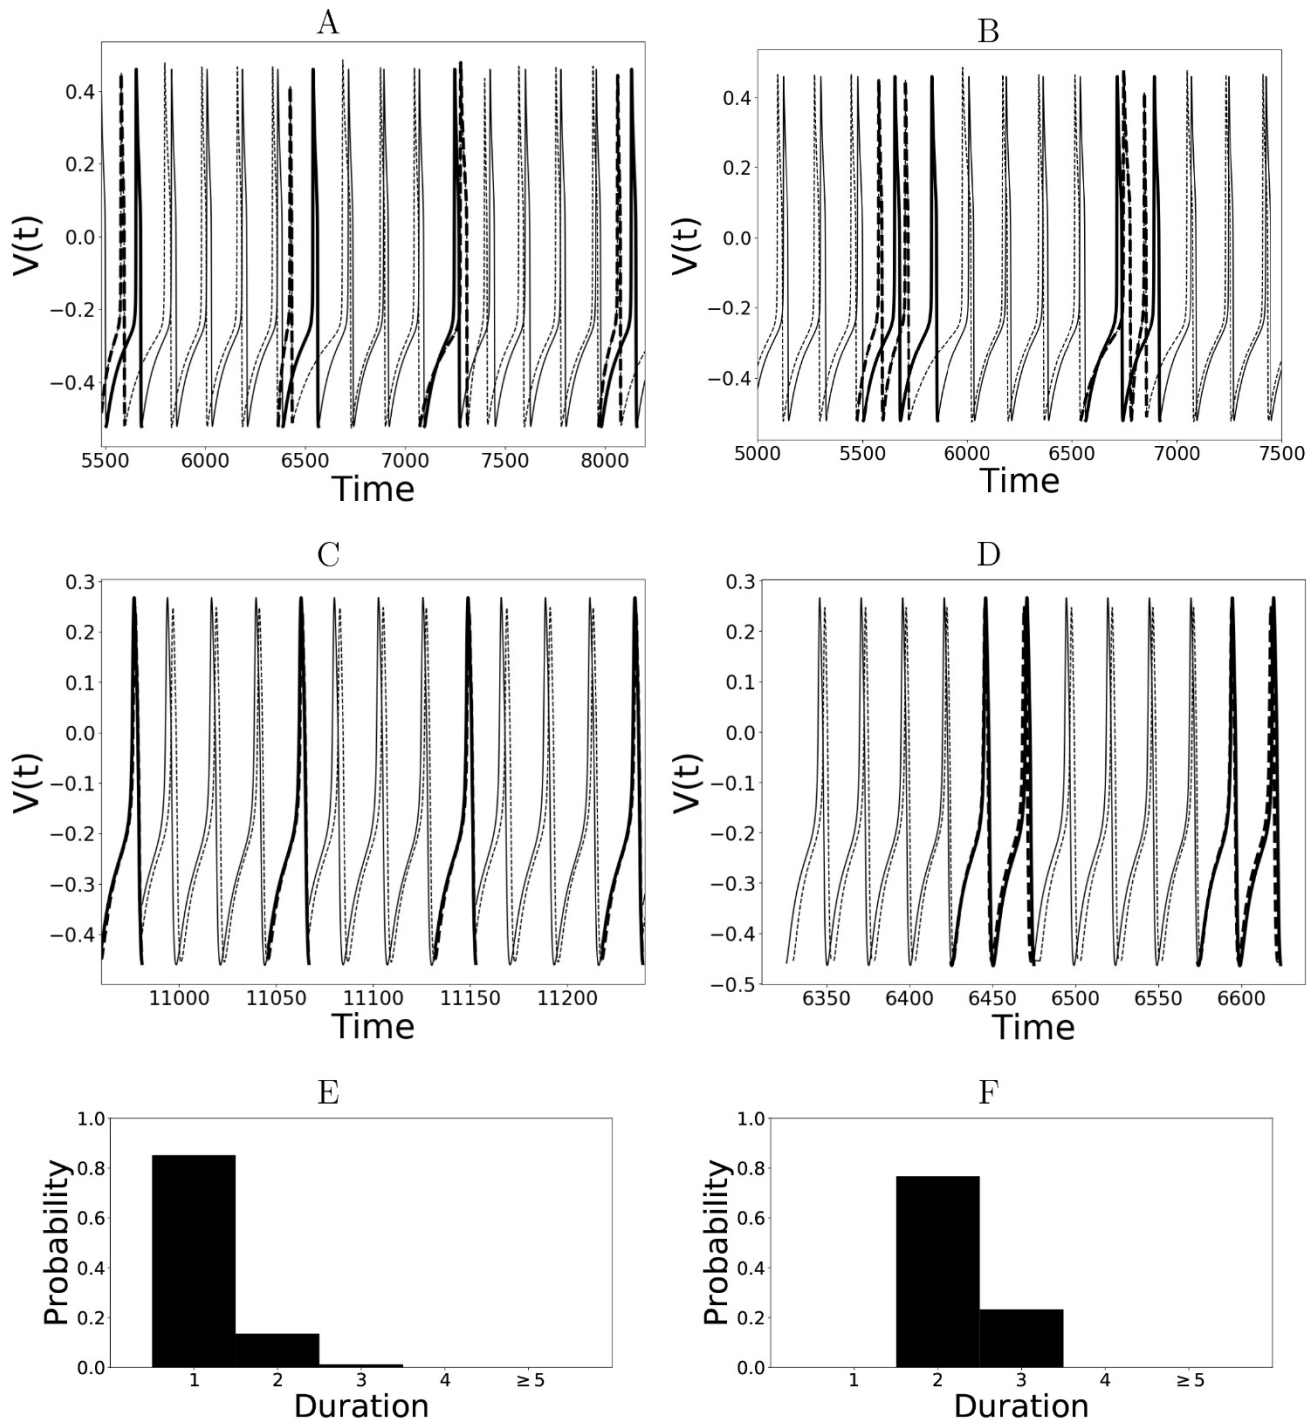 A
B
V(t)
0.4
0.2
0.0
−0.2
−0.4
5500 6000 6500 7000 7500 8000
Time
V(t)
0.4
0.2
0.0
−0.2
−0.4
5000 5500 6000 6500 7000 7500
Time
C
D
V(t)
0.3
0.2
0.1
0.0
−0.1
−0.2
−0.3
−0.4
11000 11050 11100 11150 11200
Time
V(t)
0.3
0.2
0.1
0.0
−0.1
−0.2
−0.3
−0.4
−0.5
6350 6400 6450 6500 6550 6600
Time
E
F
Probability
1.0
0.8
0.6
0.4
0.2
0.0
1 2 3 4 ≥5
Duration
Probability
1.0
0.8
0.6
0.4
0.2
0.0
1 2 3 4 ≥5
Duration